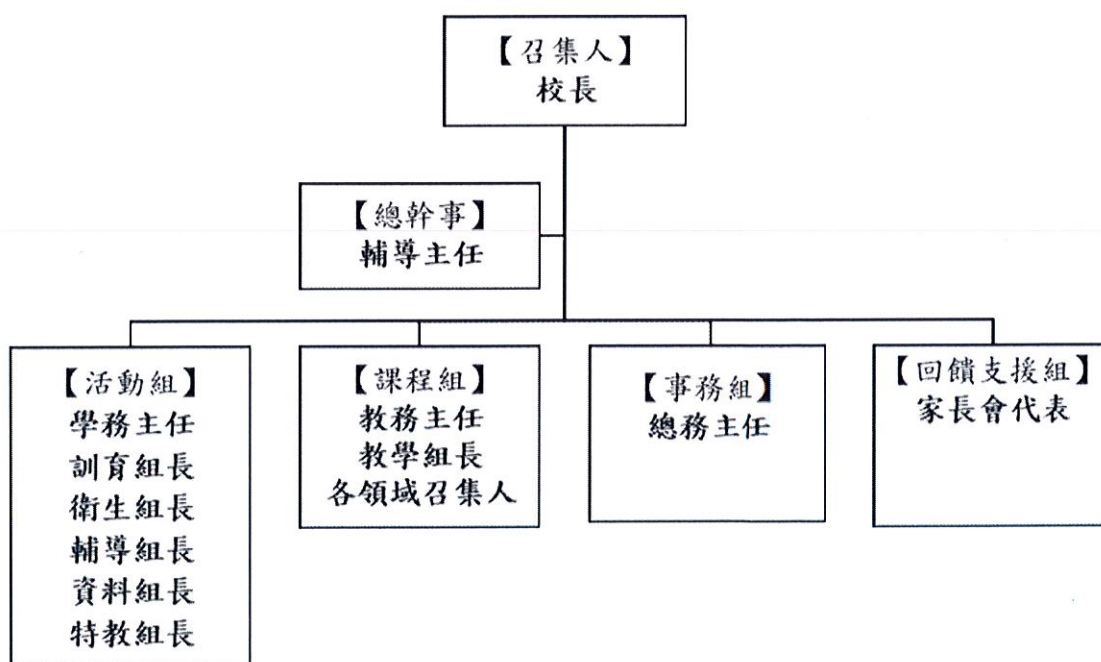 【召集人】
校長
【總幹事】
輔導主任
【活動組】
學務主任
訓育組長
衛生組長
輔導組長
資料組長
特教組長
【課程組】
教務主任
教學組長
各領域召集人
【事務組】
總務主任
【回饋支援組】
家長會代表